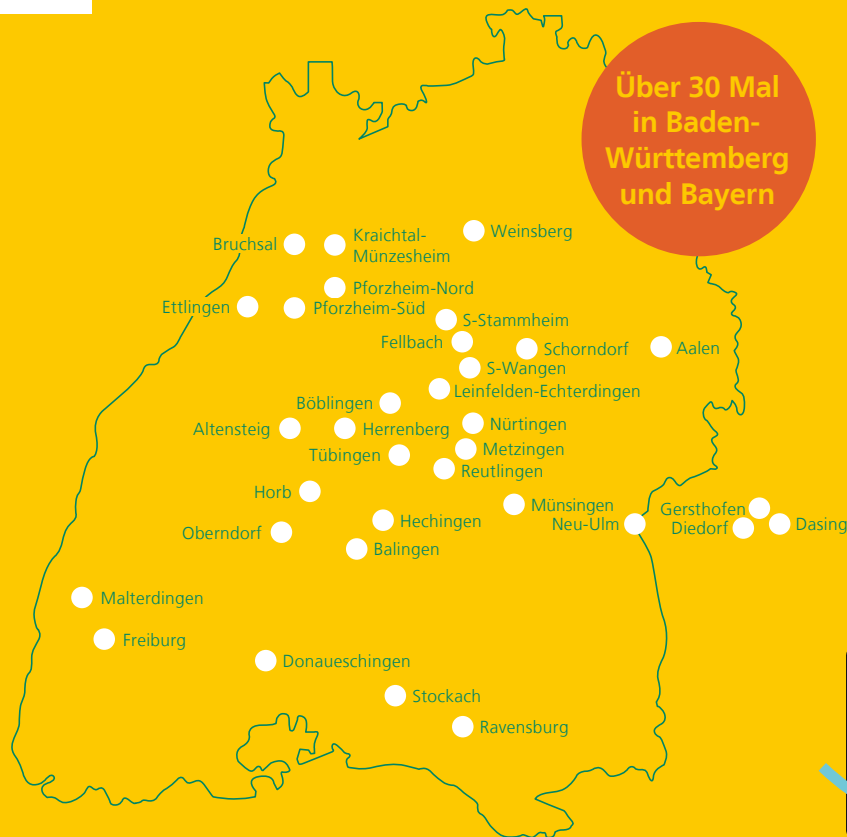 Über 30 Mal
in Baden-
Württemberg
und Bayern
Weinsberg
Bruchsal
Kraichtal-
Münzesheim
Pforzheim-Nord
Ettlingen
Pforzheim-Süd
S-Stammheim
Fellbach
Schorndorf
Aalen
S-Wangen
Leinfelden-Echterdingen
Böblingen
Altensteig
Herrenberg
Nürtingen
Tübingen
Metzingen
Reutlingen
Horb
Münsingen
Gersthofen
Oberndorf
Hechingen
Neu-Ulm
Diedorf
Dasing
Balingen
Malterdingen
Freiburg
Donaueschingen
Stockach
Ravensburg